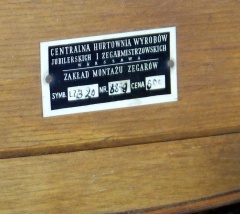 CENTRALNA HURTOWNIA WYROBÓW
JUBILERSKICH I ZEGARMISTRZOWSKICH
WARSZAWA
ZAKŁAD MONTAŻU ZEGARÓW
SYMB. NR. CENA